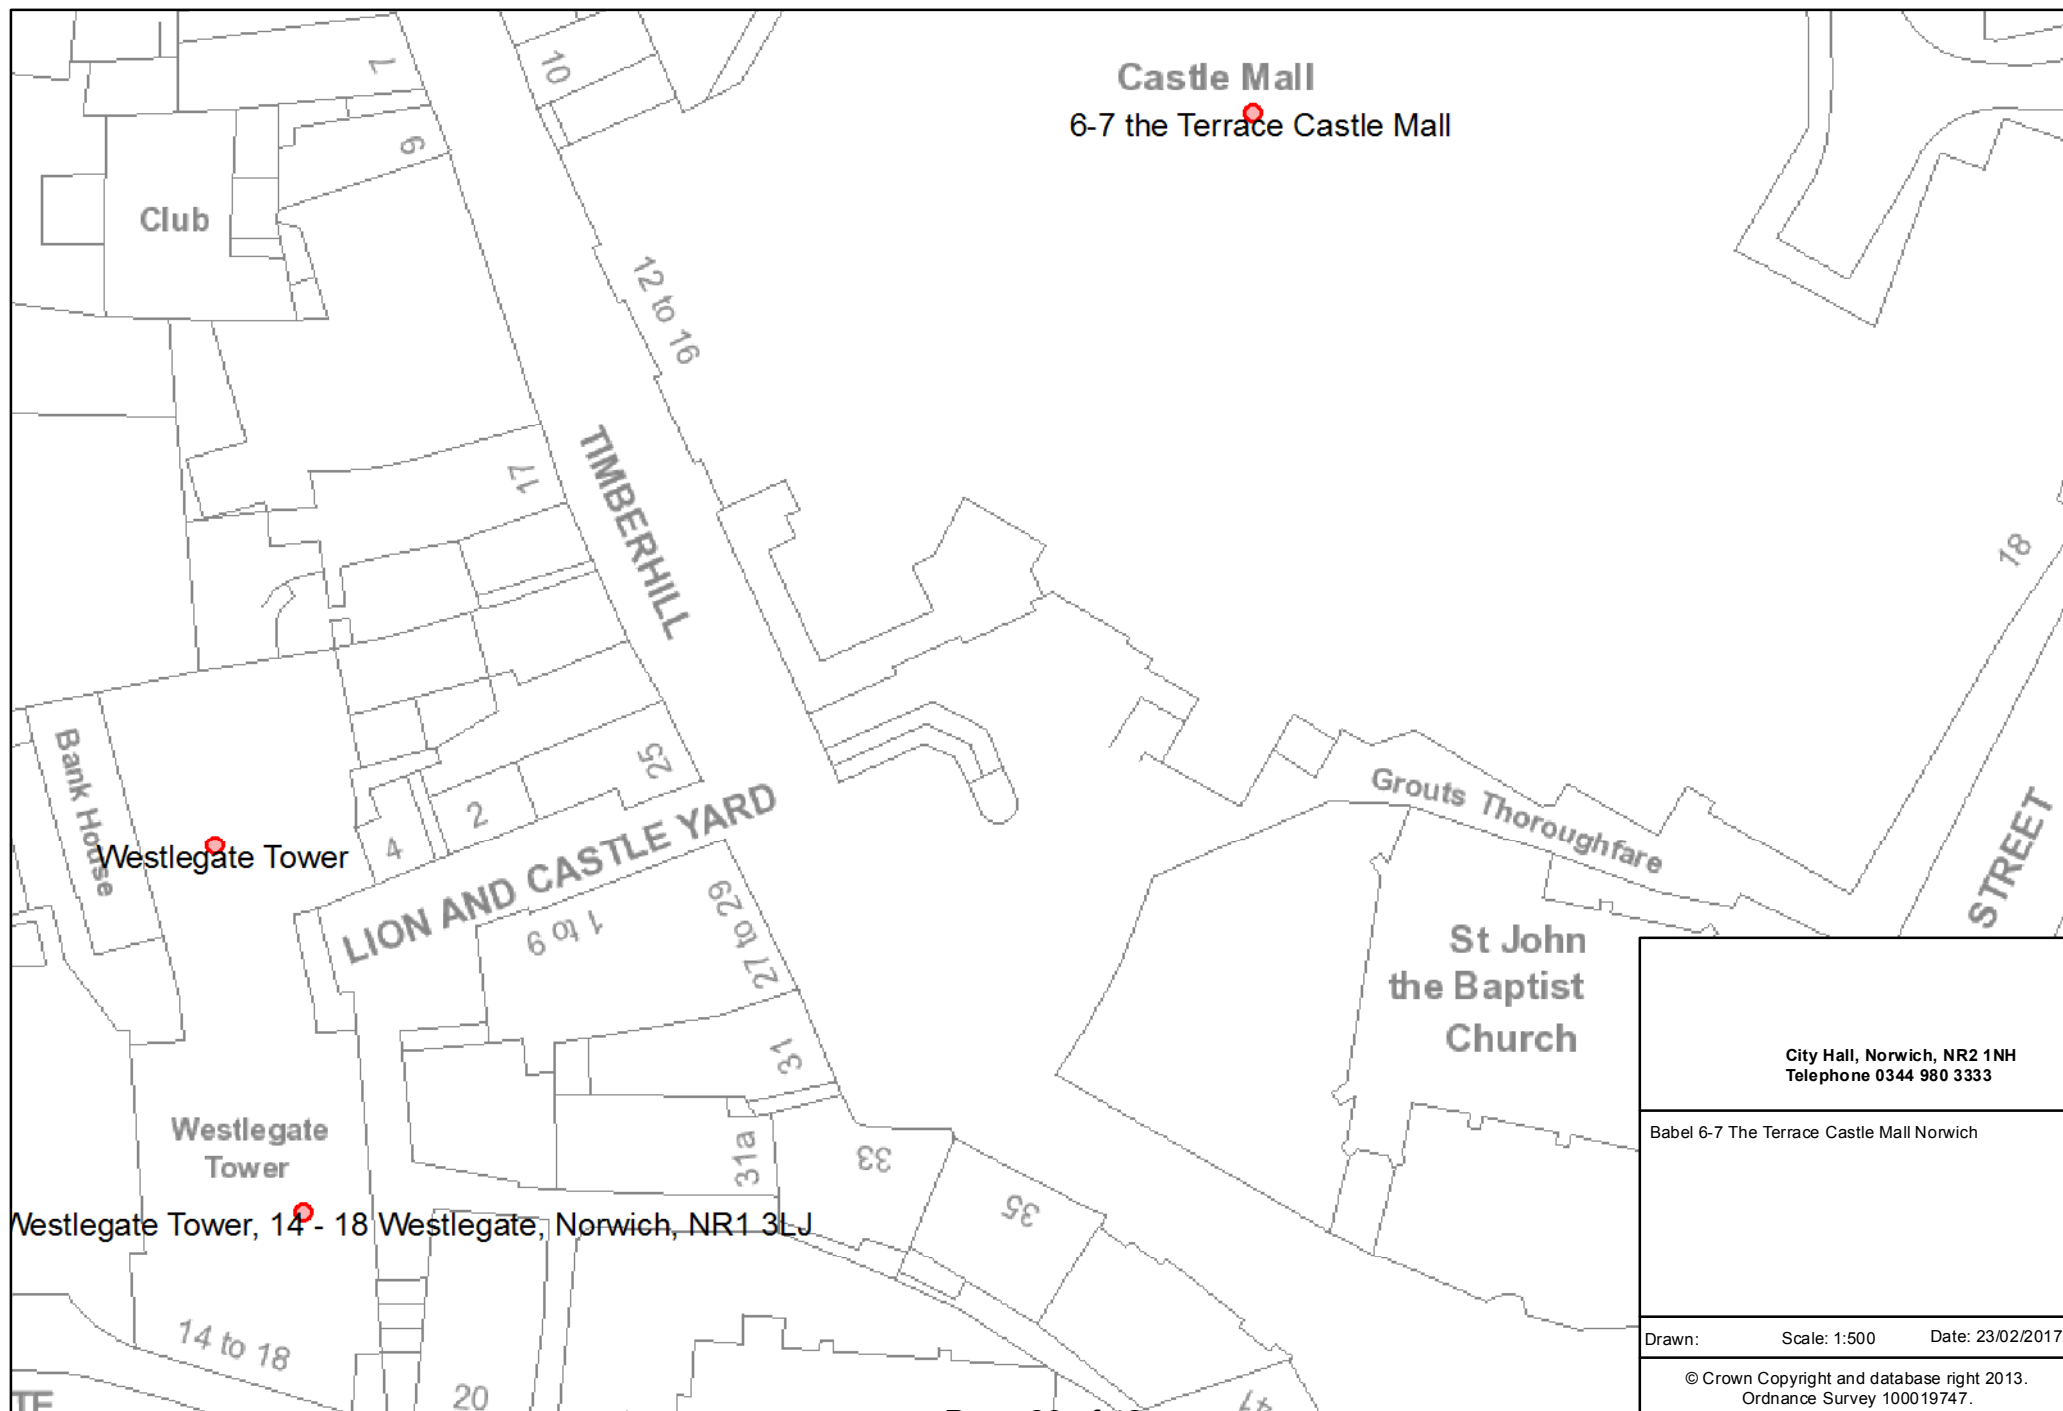 Castle Mall
6-7 the Terrace Castle Mall
7
10
6
Club
12 to 16
TIMBERHILL
17
18
Bank House
25
2
4
Westlegate Tower
LION AND CASTLE YARD
1 to 9
27 to 29
Grouts Thoroughfare
STREET
St John
the Baptist
Church
31
31a
33
35
Westlegate
Tower
Westlegate Tower, 14 - 18 Westlegate, Norwich, NR1 3LJ
14 to 18
20
41
TE
City Hall, Norwich, NR2 1NH
Telephone 0344 980 3333
Babel 6-7 The Terrace Castle Mall Norwich
Drawn: Scale: 1:500 Date: 23/02/2017
© Crown Copyright and database right 2013.
Ordnance Survey 100019747.